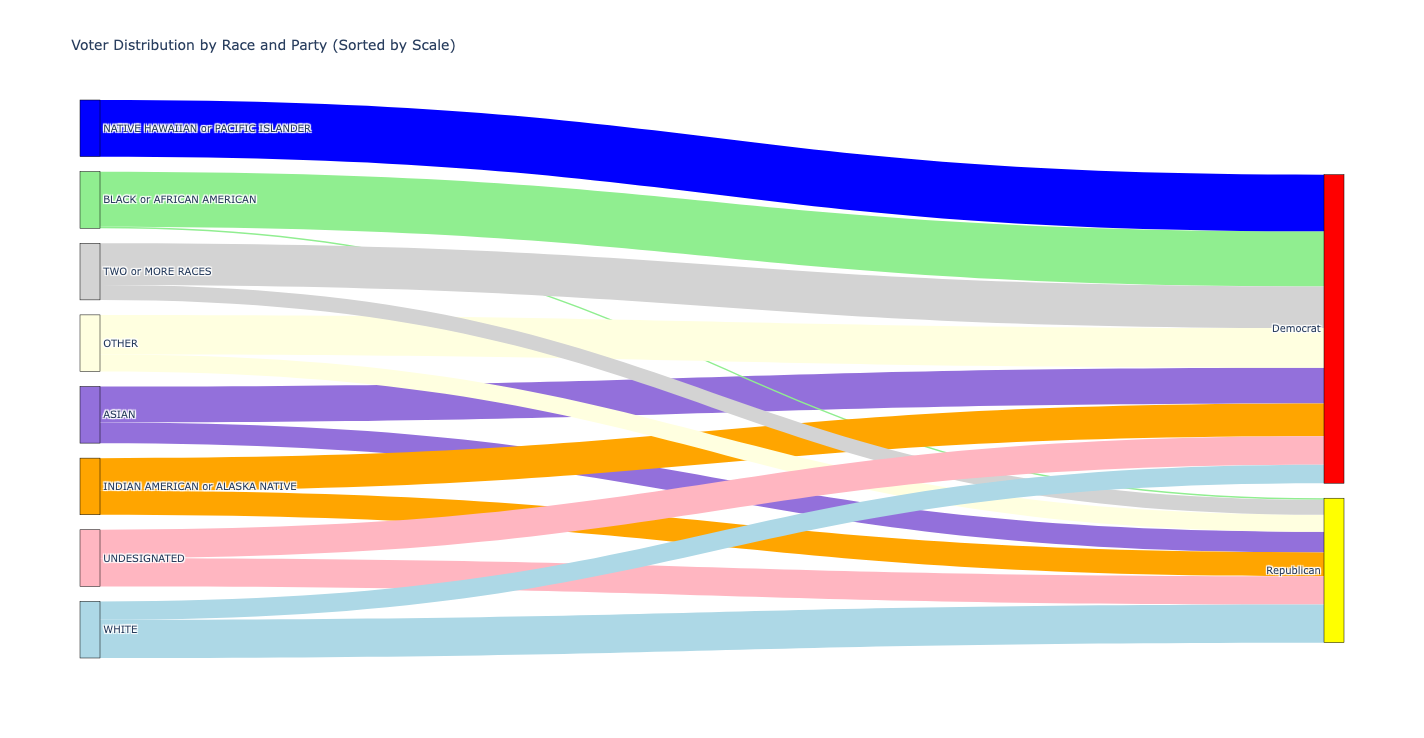 Voter Distribution by Race and Party (Sorted by Scale)
NATIVE HAWAIIAN or PACIFIC ISLANDER
BLACK or AFRICAN AMERICAN
TWO or MORE RACES
OTHER
ASIAN
INDIAN AMERICAN or ALASKA NATIVE
UNDESIGNATED
WHITE
Democrat
Republican